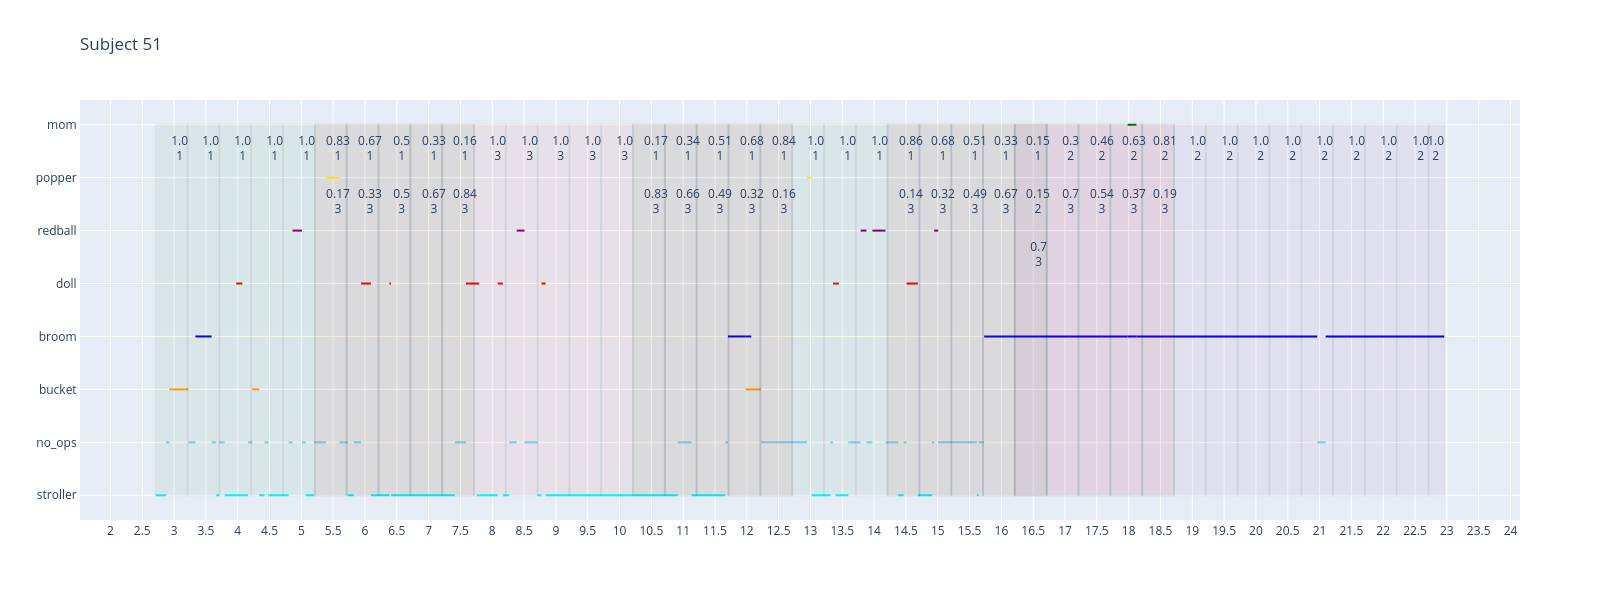 Subject 51
mom
1.0 1.0 1.0 1.0 1.0 0.83 0.67 0.5 0.33 0.16 1.0 1.0 1.0 1.0 1.0 0.17 0.34 0.51 0.68 0.84 1.0 1.0 1.0 0.86 0.68 0.51 0.33 0.15 0.3 0.46 0.63 0.81 1.0 1.0 1.0 1.0 1.0 1.0 1.0 1.0 1.0
1 1 1 1 1 1 1 1 1 1 3 3 3 3 3 1 1 1 1 1 1 1 1 1 1 1 1 1 2 2 2 2 2 2 2 2 2 2 2 2 2
popper
0.17 0.33 0.5 0.67 0.84 0.83 0.66 0.49 0.32 0.16 0.14 0.32 0.49 0.67 0.15 0.7 0.54 0.37 0.19
3 3 3 3 3 3 3 3 3 3 3 3 3 3 2 3 3 3 3
redball
0.7
3
doll
broom
bucket
no_ops
stroller
2 2.5 3 3.5 4 4.5 5 5.5 6 6.5 7 7.5 8 8.5 9 9.5 10 10.5 11 11.5 12 12.5 13 13.5 14 14.5 15 15.5 16 16.5 17 17.5 18 18.5 19 19.5 20 20.5 21 21.5 22 22.5 23 23.5 24